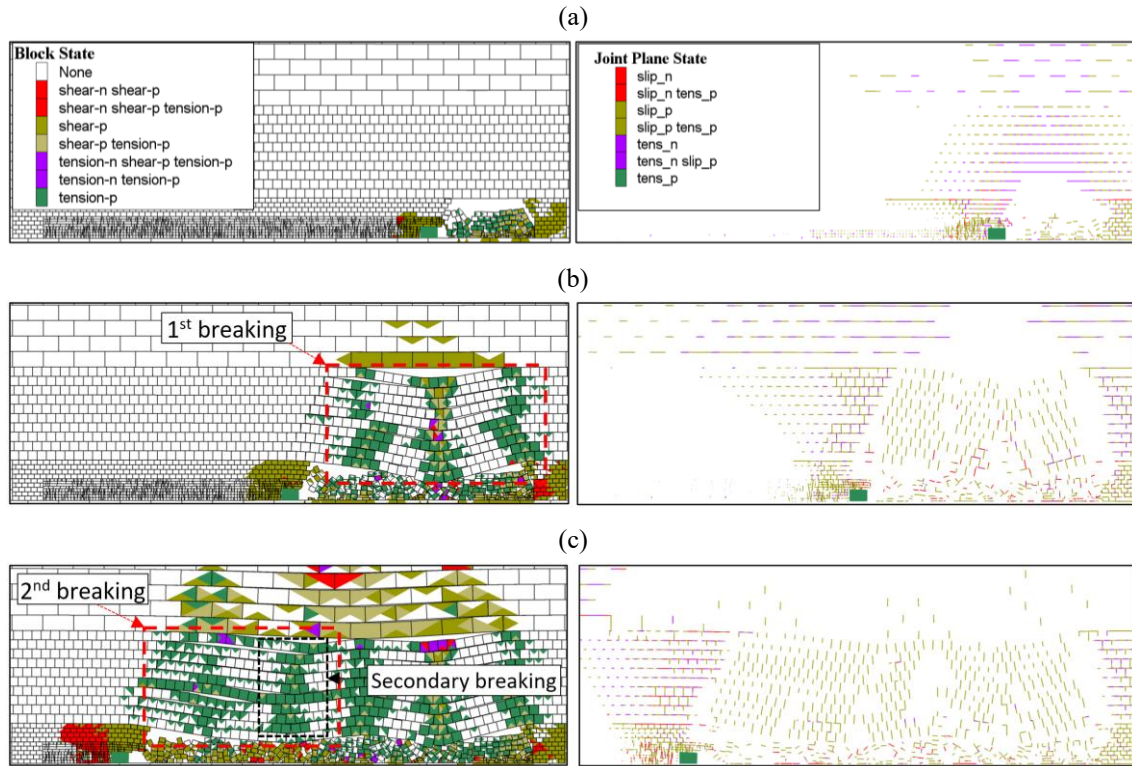 (a)
Block State
None
shear-n shear-p
shear-n shear-p tension-p
shear-p
shear-p tension-p
tension-n shear-p tension-p
tension-n tension-p
tension-p
Joint Plane State
slip_n
slip_n tens_p
slip_p
slip_p tens_p
tens_n
tens_n slip_p
tens_p
(b)
1st breaking
(c)
2nd breaking
Secondary breaking